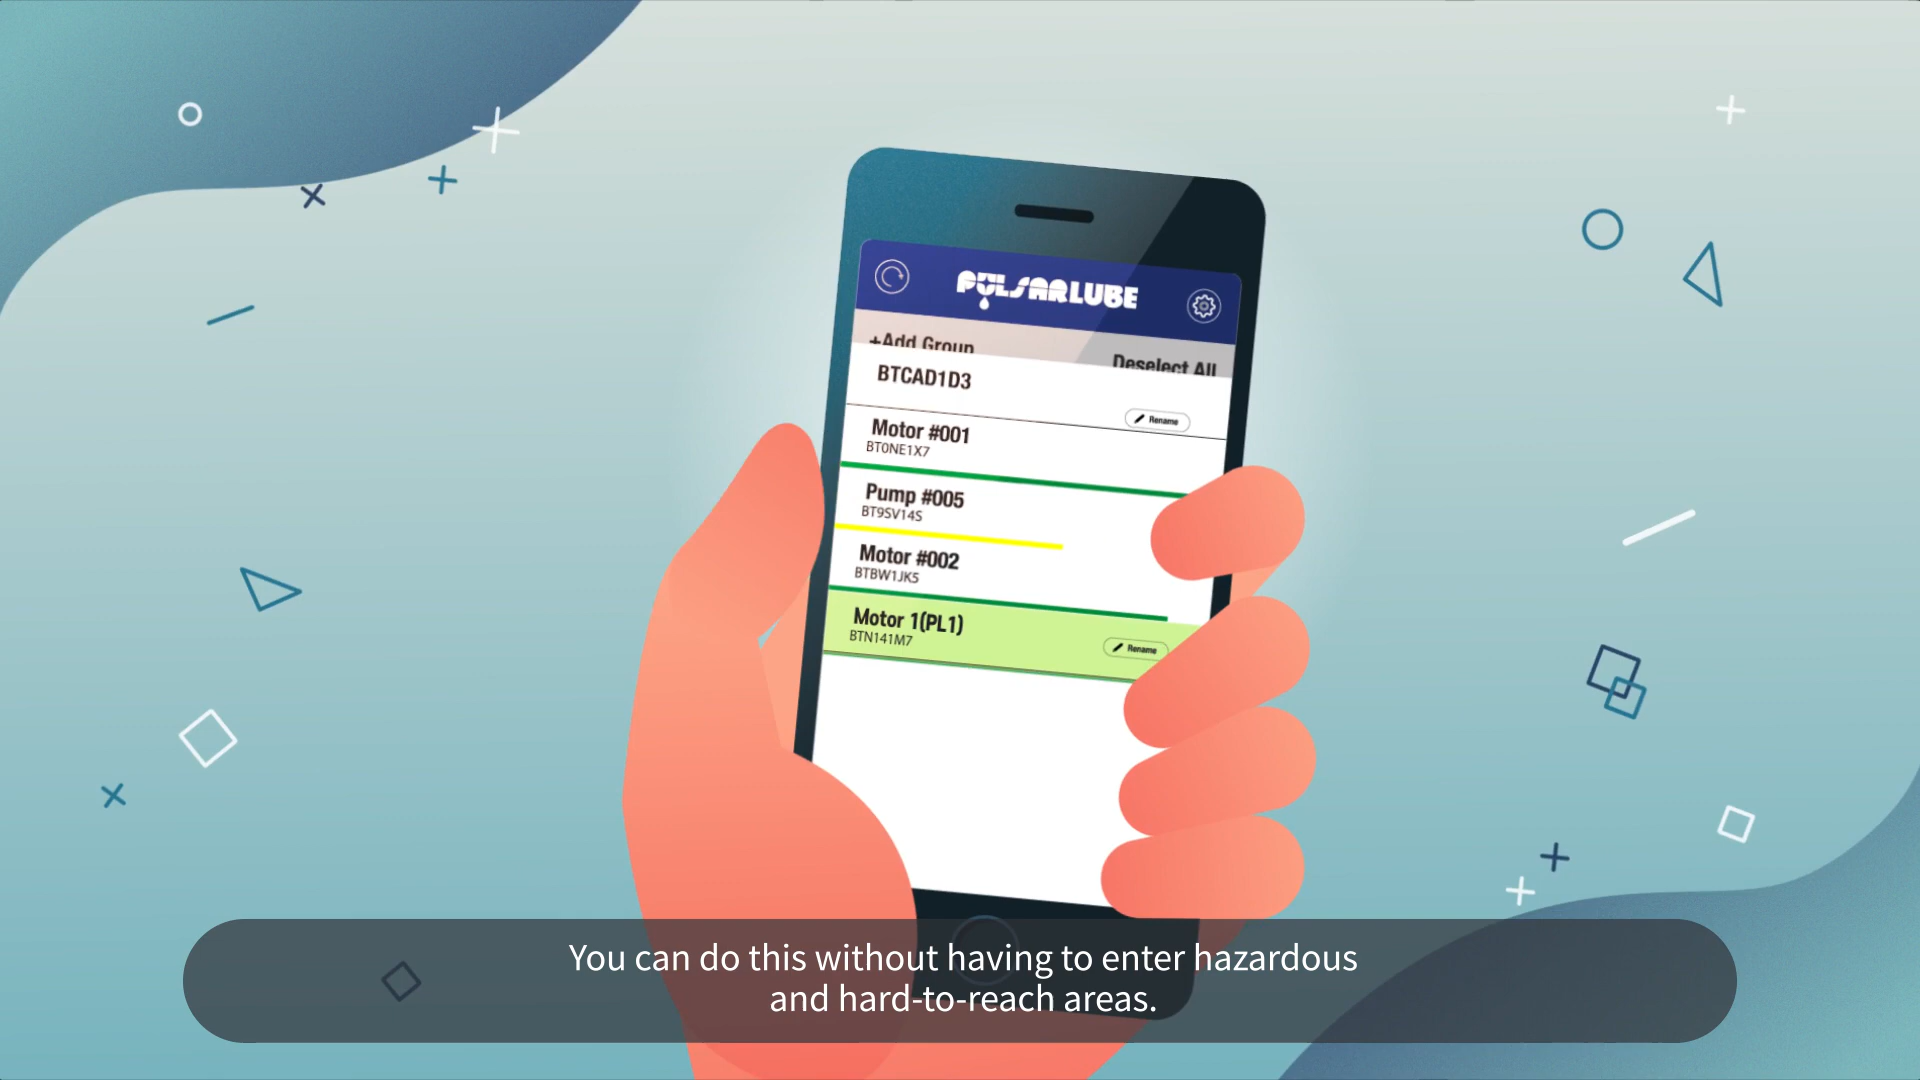 PULSARLUBE
+Add Group
Deselect All
BTCAD1D3
Rename
Motor #001
BT0NE1X7
Pump #005
BT9SV14S
Motor #002
BTBW1JK5
Motor 1(PL1)
BTN141M7
Rename
You can do this without having to enter hazardous
and hard-to-reach areas.